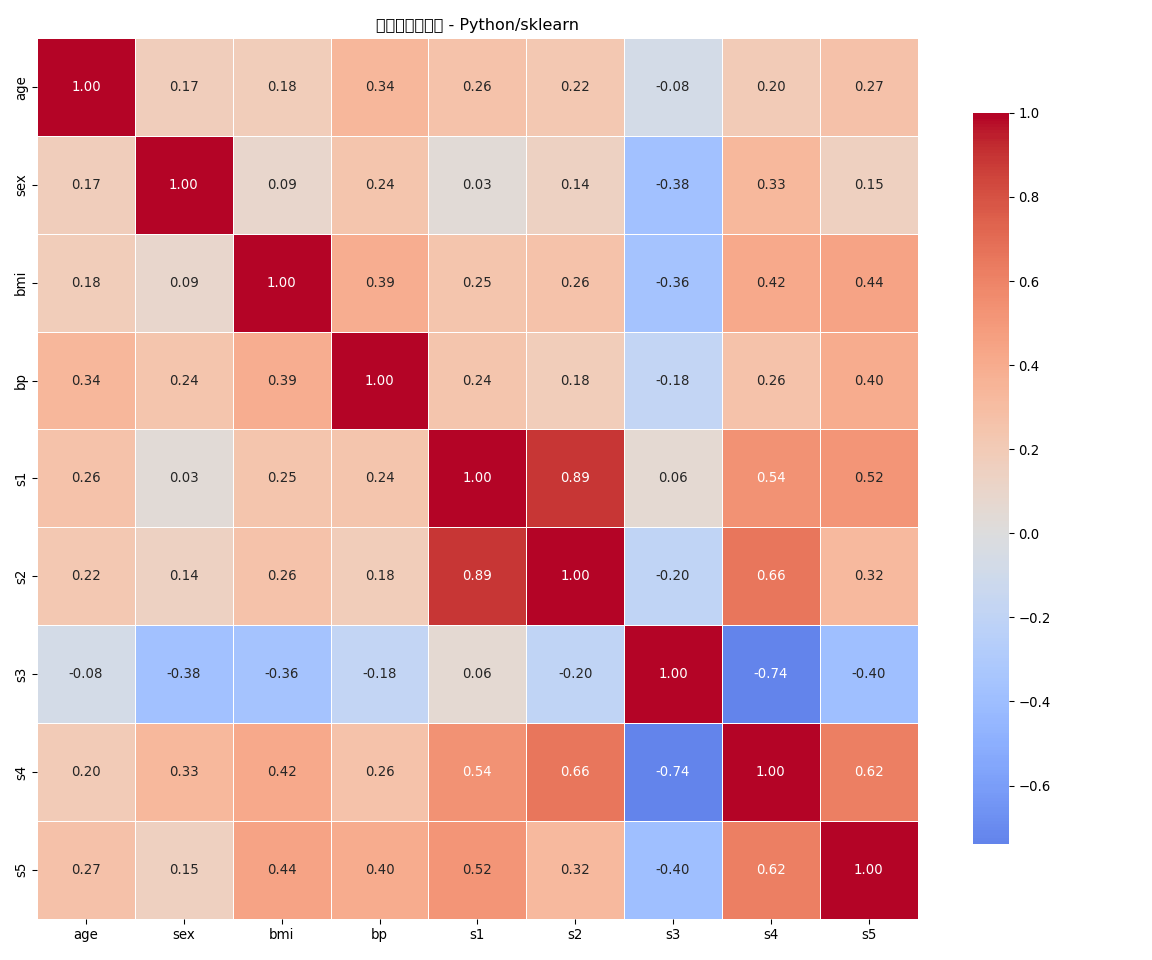 - Python/sklearn
age 1.00 0.17 0.18 0.34 0.26 0.22 -0.08 0.20 0.27
sex 0.17 1.00 0.09 0.24 0.03 0.14 -0.38 0.33 0.15
bmi 0.18 0.09 1.00 0.39 0.25 0.26 -0.36 0.42 0.44
bp 0.34 0.24 0.39 1.00 0.24 0.18 -0.18 0.26 0.40
s1 0.26 0.03 0.25 0.24 1.00 0.89 0.06 0.54 0.52
s2 0.22 0.14 0.26 0.18 0.89 1.00 -0.20 0.66 0.32
s3 -0.08 -0.38 -0.36 -0.18 0.06 -0.20 1.00 -0.74 -0.40
s4 0.20 0.33 0.42 0.26 0.54 0.66 -0.74 1.00 0.62
s5 0.27 0.15 0.44 0.40 0.52 0.32 -0.40 0.62 1.00
age sex bmi bp s1 s2 s3 s4 s5
1.0
0.8
0.6
0.4
0.2
0.0
−0.2
−0.4
−0.6